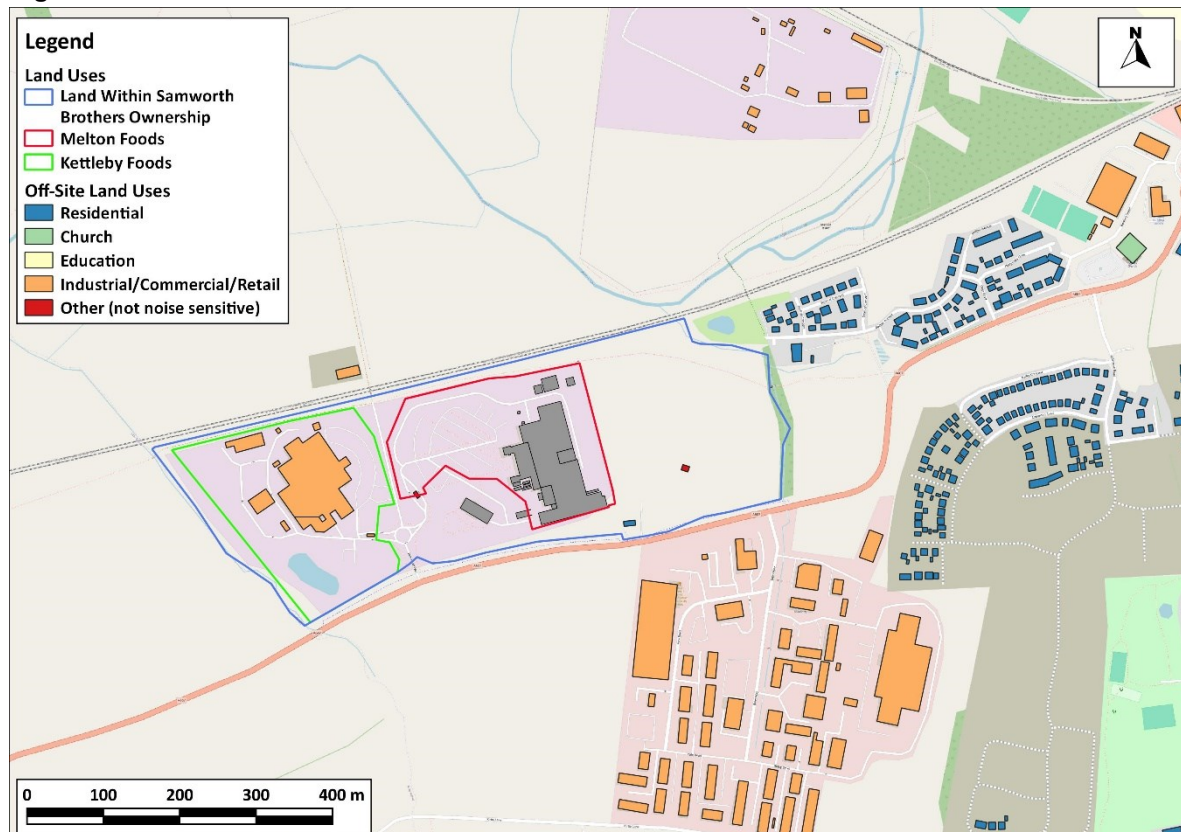 Legend
Land Uses
Land Within Samworth
Brothers Ownership
Melton Foods
Kettleby Foods
Off-Site Land Uses
Residential
Church
Education
Industrial/Commercial/Retail
Other (not noise sensitive)
N
0 100 200 300 400 m